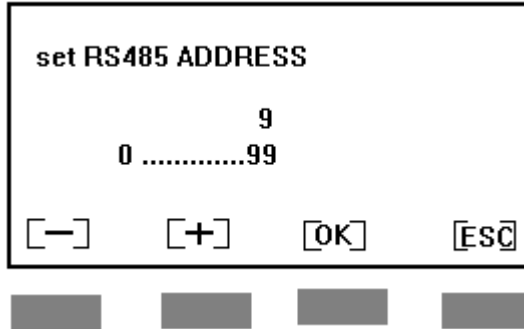 set RS485 ADDRESS
9
0 .............99
[—] [+] [OK] [ESC]